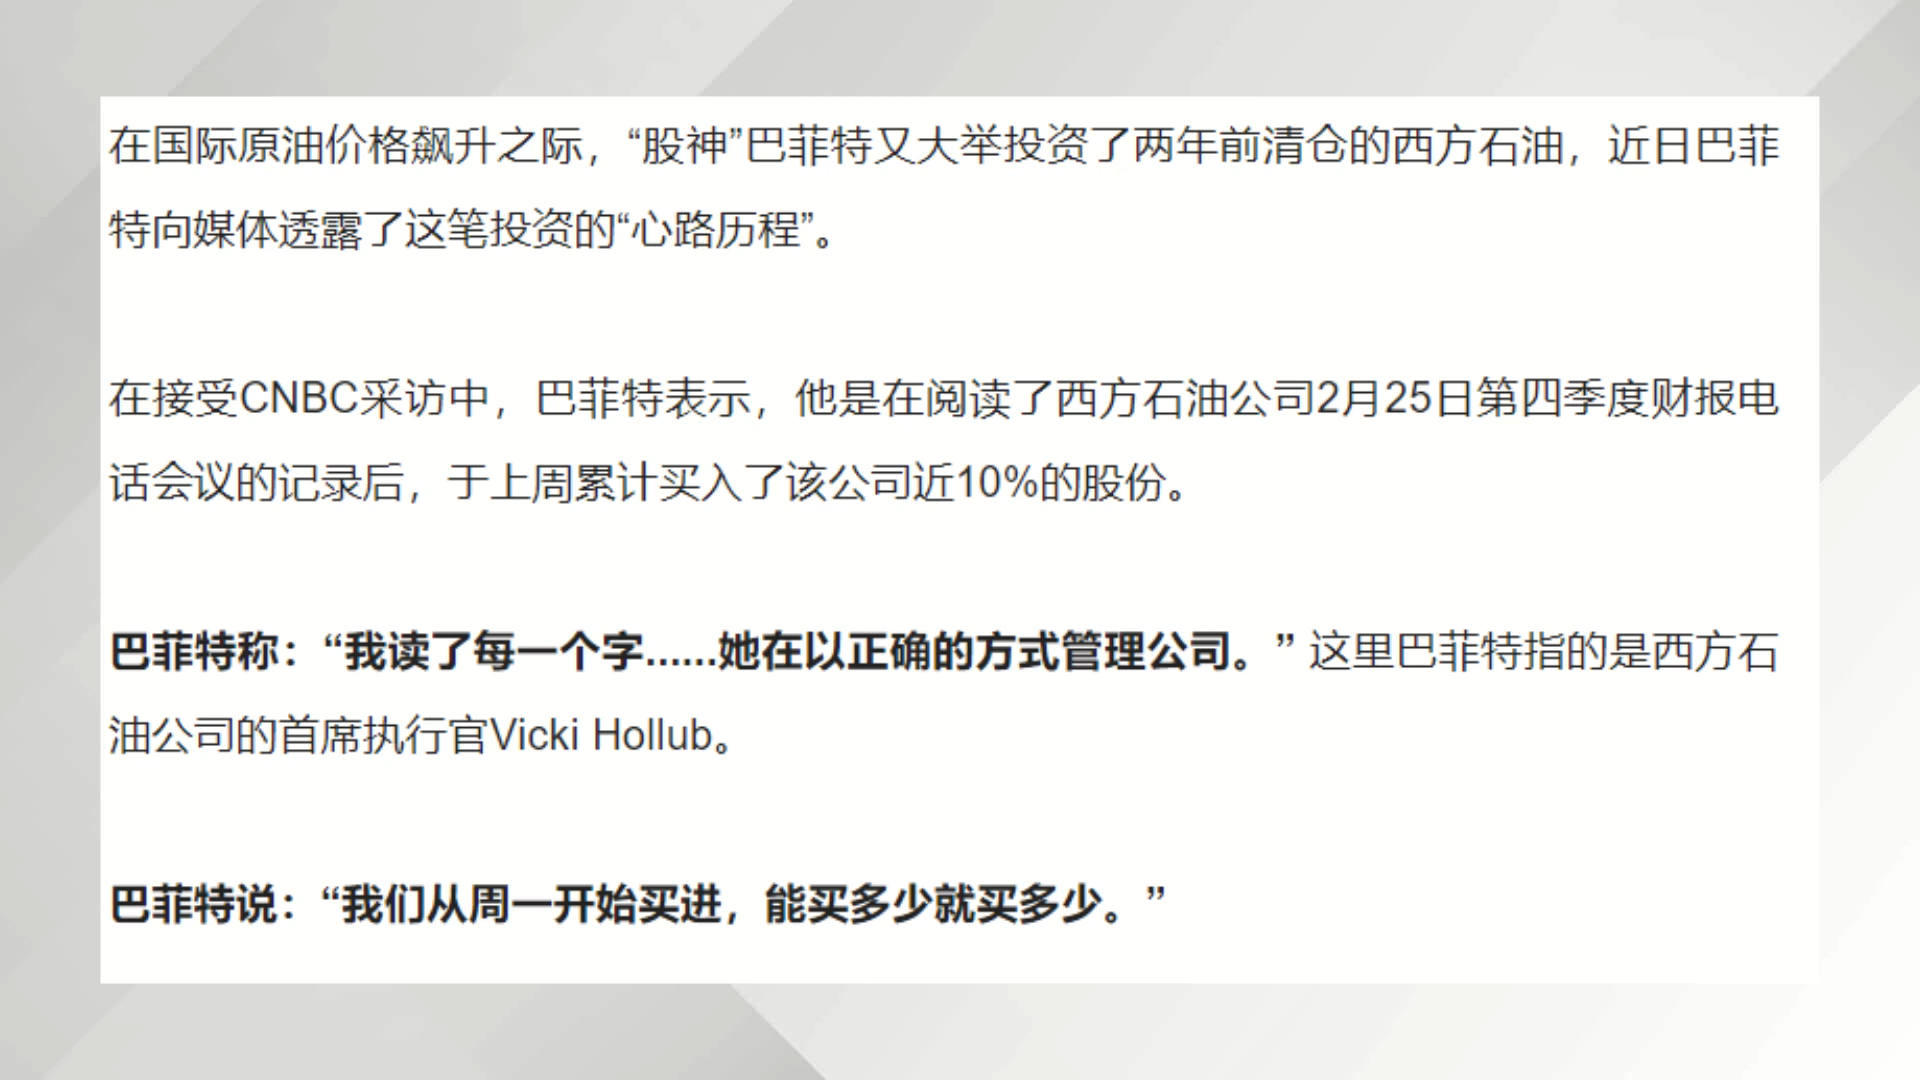 在国际原油价格飙升之际，“股神”巴菲特又大举投资了两年前清仓的西方石油，近日巴菲
特向媒体透露了这笔投资的“心路历程”。
在接受CNBC采访中，巴菲特表示，他是在阅读了西方石油公司2月25日第四季度财报电
话会议的记录后，于上周累计买入了该公司近10%的股份。
巴菲特称：“我读了每一个字......她在以正确的方式管理公司。” 这里巴菲特指的是西方石
油公司的首席执行官Vicki Hollub。
巴菲特说：“我们从周一开始买进，能买多少就买多少。”